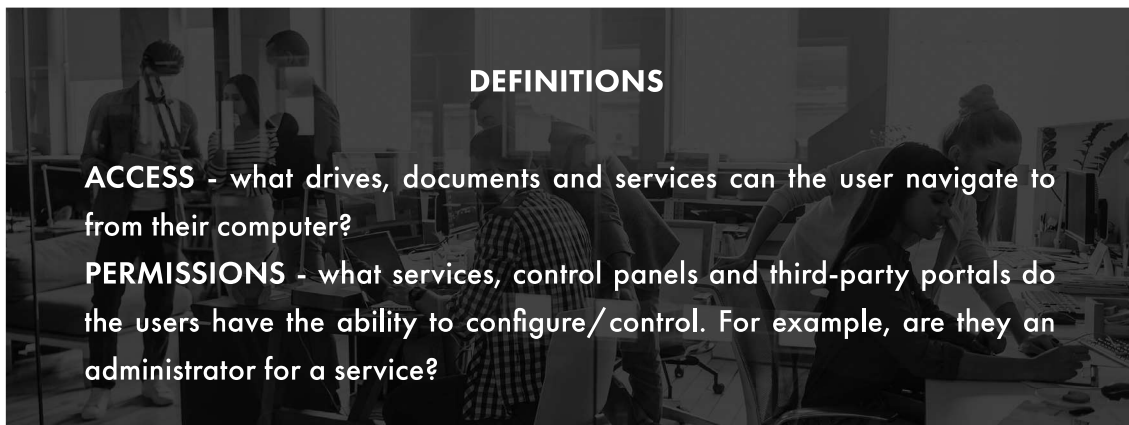 DEFINITIONS
ACCESS - what drives, documents and services can the user navigate to
from their computer?
PERMISSIONS - what services, control panels and third-party portals do
the users have the ability to configure/control. For example, are they an
administrator for a service?